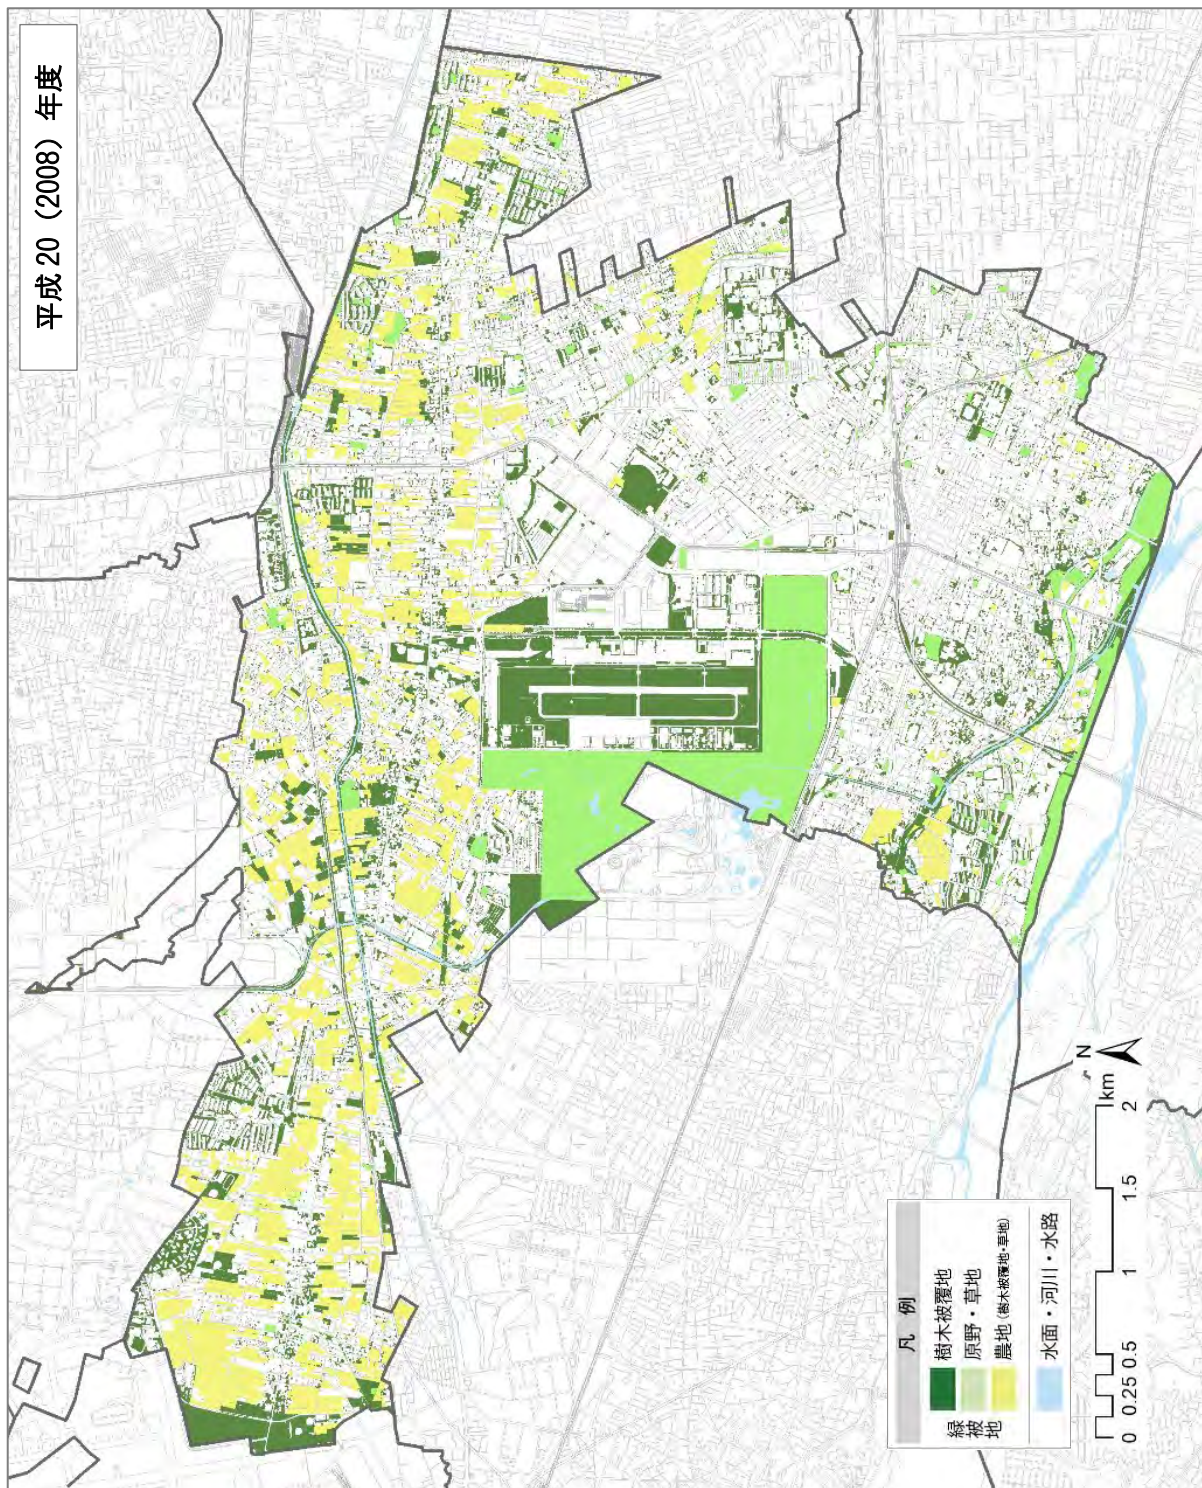 平成 20 (2008) 年度
凡 例
緑被地
樹木被覆地
原野・草地
農地 (樹木被覆地・草地)
水面・河川・水路
N
km
0 0.25 0.5 1 1.5 2